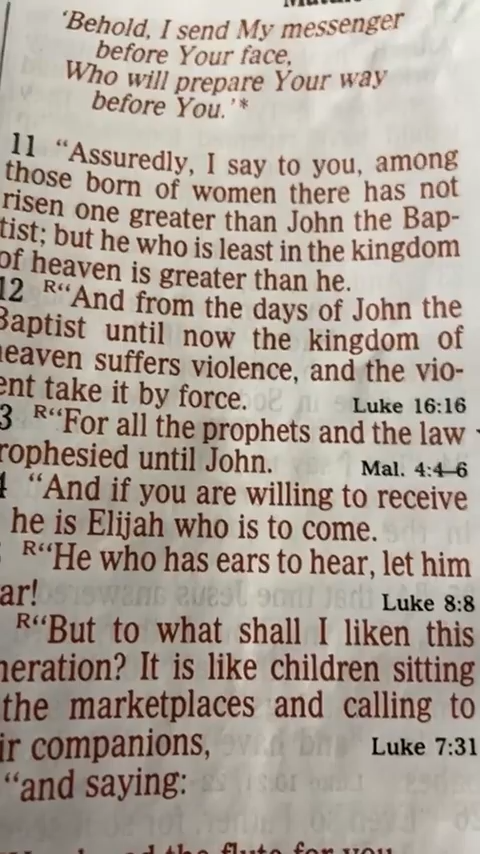 'Behold, I send My messenger
before Your face,
Who will prepare Your way
before You.'*
11 "Assuredly, I say to you, among
those born of women there has not
risen one greater than John the Bap-
tist; but he who is least in the kingdom
of heaven is greater than he.
12 R"And from the days of John the
Baptist until now the kingdom of
heaven suffers violence, and the vio-
ent take it by force. Luke 16:16
3 R"For all the prophets and the law
rophesied until John. Mal. 4:4–6
4 "And if you are willing to receive
he is Elijah who is to come.
R"He who has ears to hear, let him
ar! Luke 8:8
R"But to what shall I liken this
neration? It is like children sitting
the marketplaces and calling to
ir companions, Luke 7:31
"and saying:
the flute for you